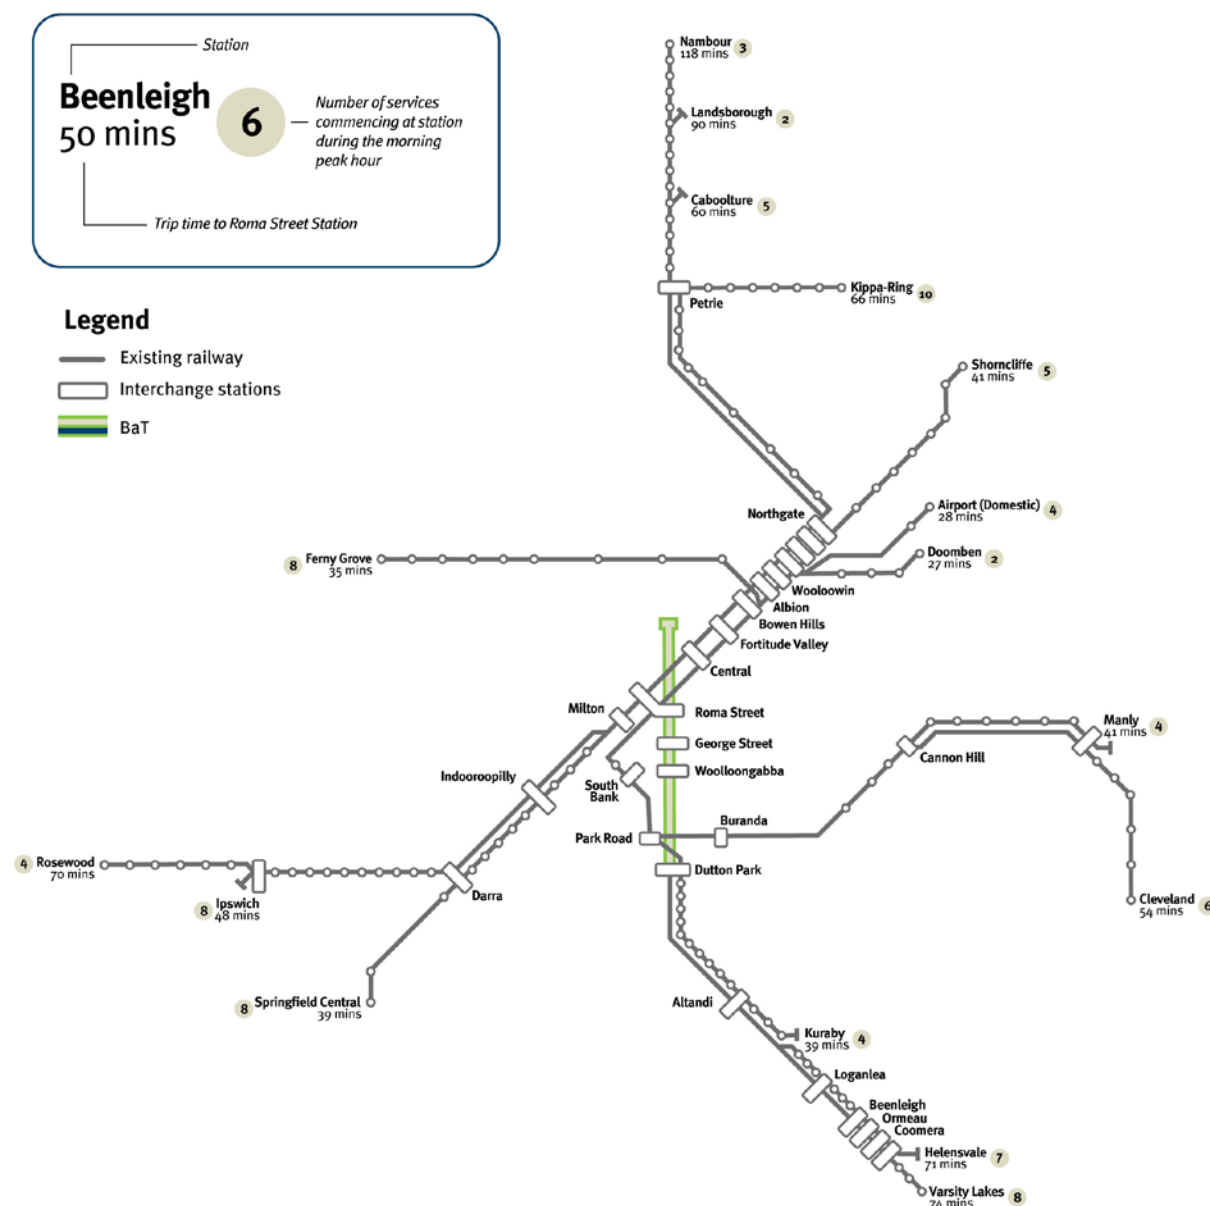 Station
Beenleigh
50 mins
6
Number of services
commencing at station
during the morning
peak hour
Trip time to Roma Street Station
Legend
Existing railway
Interchange stations
BaT
Nambour
118 mins
3
Landsborough
90 mins
2
Caboolture
60 mins
5
Petrie
Kippa-Ring
66 mins
10
Shorncliffe
41 mins
5
Northgate
Airport (Domestic)
28 mins
4
Doomben
27 mins
2
8
Ferny Grove
35 mins
Wooloowin
Albion
Bowen Hills
Fortitude Valley
Central
Milton
Roma Street
George Street
Woolloongabba
Indooroopilly
South
Bank
Park Road
Buranda
Cannon Hill
Manly
41 mins
4
Dutton Park
4
Rosewood
70 mins
8
Ipswich
48 mins
Darra
Cleveland
54 mins
6
8
Springfield Central
39 mins
Altandi
Kuraby
39 mins
4
Loganlea
Beenleigh
Ormeau
Coomera
Helensvale
71 mins
7
Varsity Lakes
74 mins
8